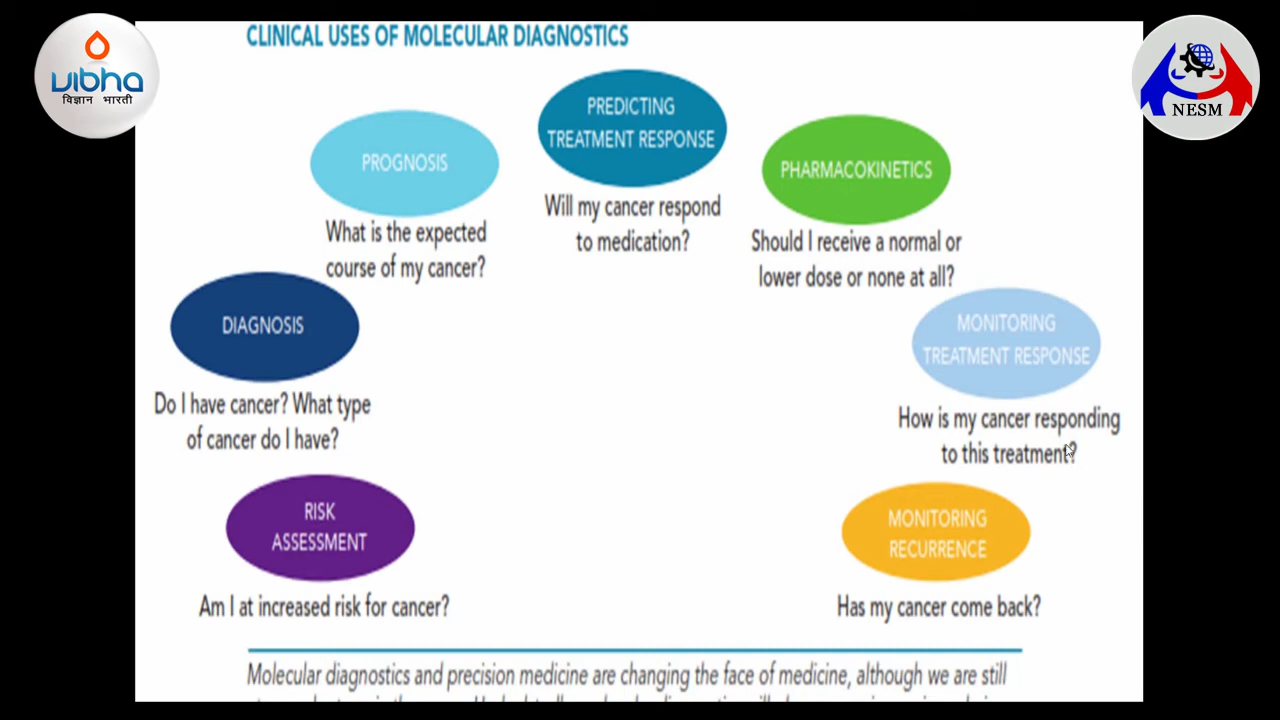 CLINICAL USES OF MOLECULAR DIAGNOSTICS
vibha
विज्ञान भारती
NESM
PREDICTING
TREATMENT RESPONSE
Will my cancer respond
to medication?
PROGNOSIS
What is the expected
course of my cancer?
PHARMACOKINETICS
Should I receive a normal or
lower dose or none at all?
DIAGNOSIS
Do I have cancer? What type
of cancer do I have?
MONITORING
TREATMENT RESPONSE
How is my cancer responding
to this treatment?
RISK
ASSESSMENT
Am I at increased risk for cancer?
MONITORING
RECURRENCE
Has my cancer come back?
Molecular diagnostics and precision medicine are changing the face of medicine, although we are still